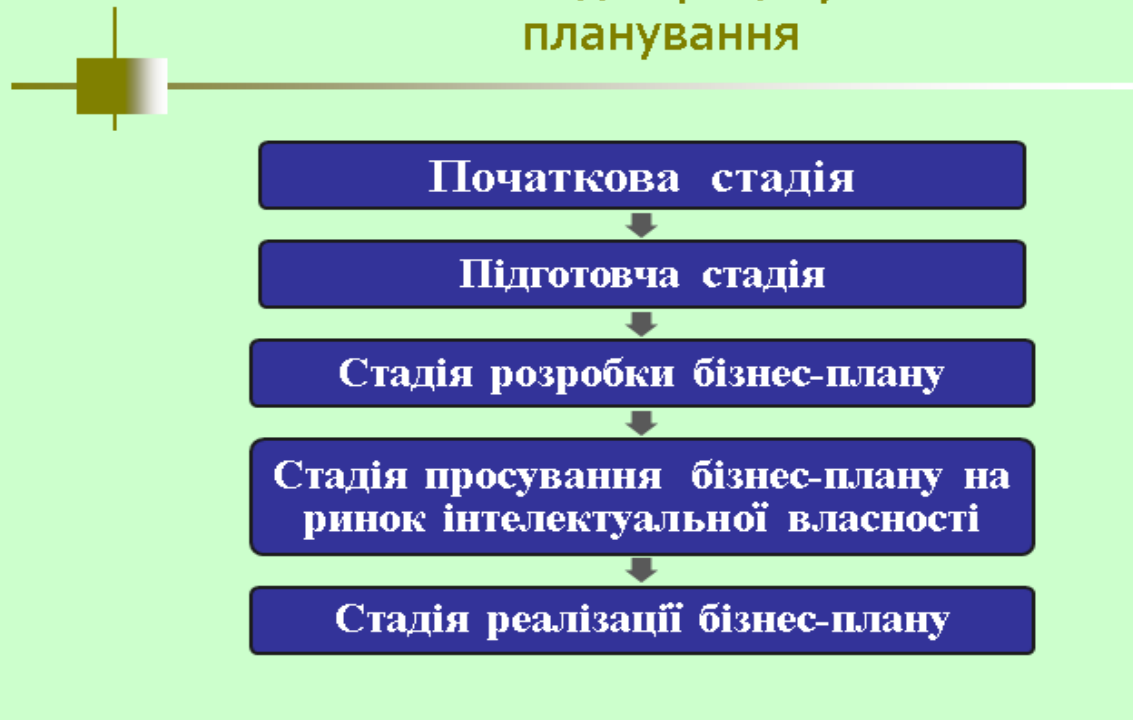 планування
Початкова стадія
Підготовча стадія
Стадія розробки бізнес-плану
Стадія просування бізнес-плану на
ринок інтелектуальної власності
Стадія реалізації бізнес-плану